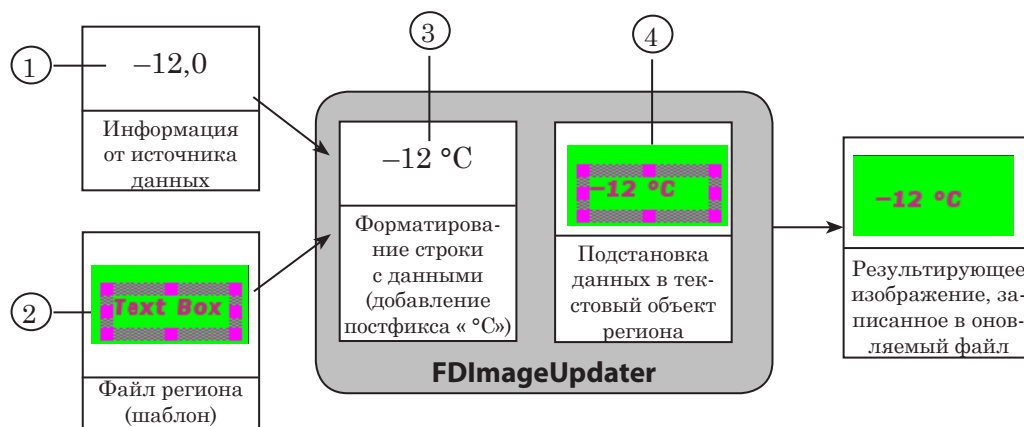 1
−12,0
Информация
от источника
данных
2
Text Box
Файл региона
(шаблон)
3
−12 °C
Форматирова-
ние строки
с данными
(добавление
постфикса « °C»)
4
−12 °C
Подстановка
данных в тек-
стовый объект
региона
FDImageUpdater
−12 °C
Результирующее
изображение, за-
писанное в онов-
ляемый файл